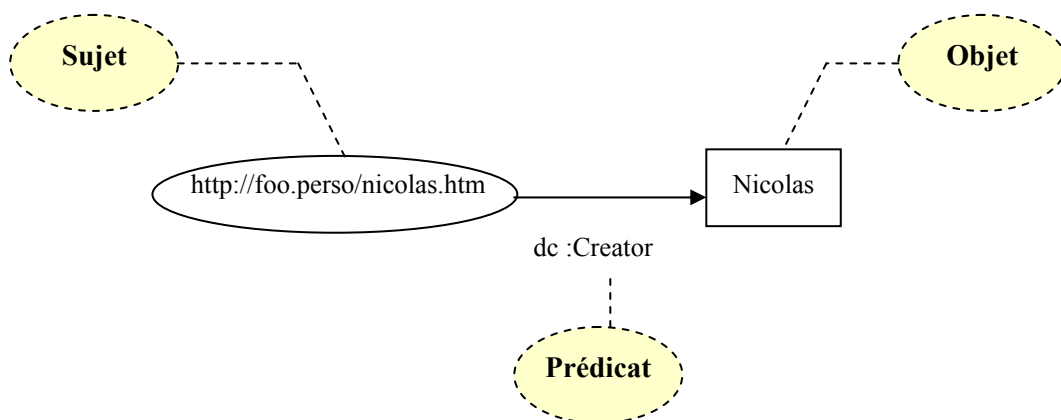 Sujet
Objet
http://foo.perso/nicolas.htm
Nicolas
dc :Creator
Prédicat